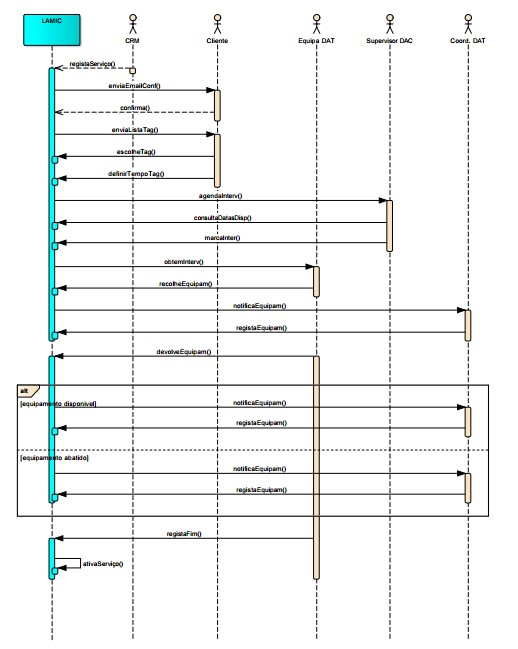 LAMIC
CRM
Cliente
Equipa DAT
Supervisor DAC
Coord. DAT
registaServiço()
enviaEmailConf()
confirma()
enviaListaTag()
escolheTag()
definirTempoTag()
agendaInterv()
consultaDatasDisp()
marcaInter()
obtemInterv()
recolheEquipam()
notificaEquipam()
registaEquipam()
devolveEquipam()
alt
[equipamento disponivel]
notificaEquipam()
registaEquipam()
[equipamento abatido]
notificaEquipam()
registaEquipam()
registaFim()
ativaServiço()